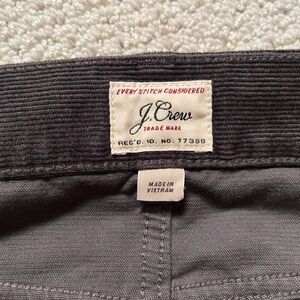 EVERY STITCH CONSIDERED
J.Crew
TRADE MARK
REG'D. ID. NO. 77388
MADE IN
VIETNAM